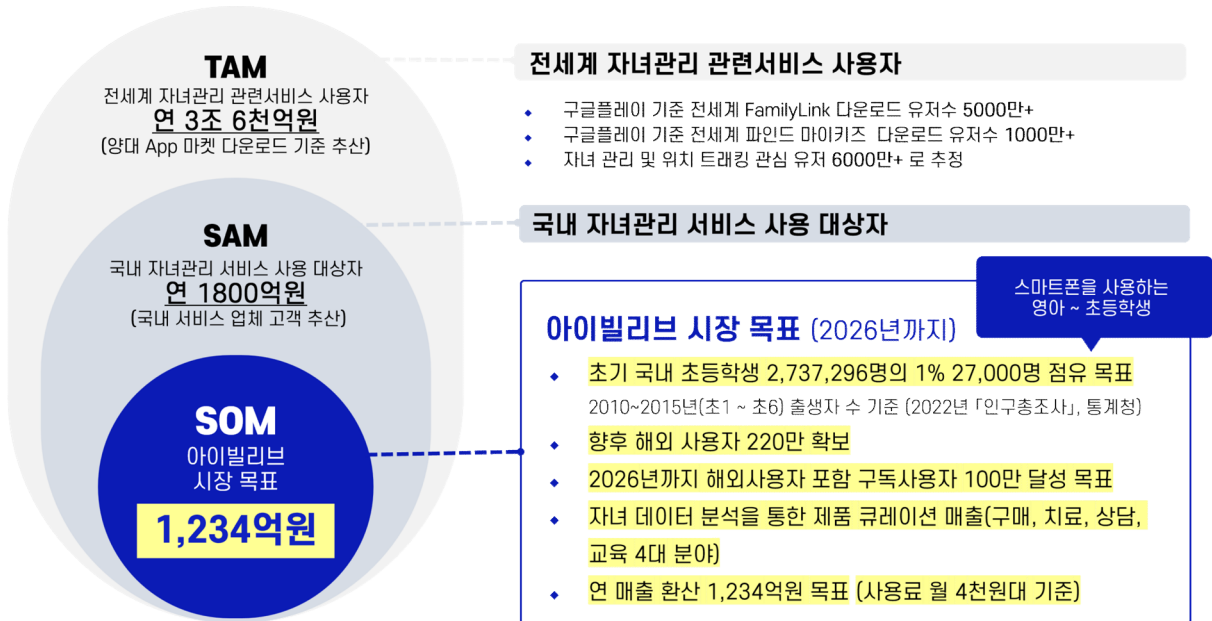 TAM
전세계 자녀관리 관련서비스 사용자
연 3조 6천억원
(양대 App 마켓 다운로드 기준 추산)
전세계 자녀관리 관련서비스 사용자
구글플레이 기준 전세계 FamilyLink 다운로드 유저수 5000만+
구글플레이 기준 전세계 파인드 마이키즈 다운로드 유저수 1000만+
자녀 관리 및 위치 트래킹 관심 유저 6000만+ 로 추정
SAM
국내 자녀관리 서비스 사용 대상자
연 1800억원
(국내 서비스 업체 고객 추산)
국내 자녀관리 서비스 사용 대상자
스마트폰을 사용하는
영아 ~ 초등학생
SOM
아이빌리브
시장 목표
1,234억원
아이빌리브 시장 목표 (2026년까지)
초기 국내 초등학생 2,737,296명의 1% 27,000명 점유 목표
2010~2015년(초1 ~ 초6) 출생자 수 기준 (2022년 「인구총조사」, 통계청)
향후 해외 사용자 220만 확보
2026년까지 해외사용자 포함 구독사용자 100만 달성 목표
자녀 데이터 분석을 통한 제품 큐레이션 매출(구매, 치료, 상담,
교육 4대 분야)
연 매출 환산 1,234억원 목표 (사용료 월 4천원대 기준)